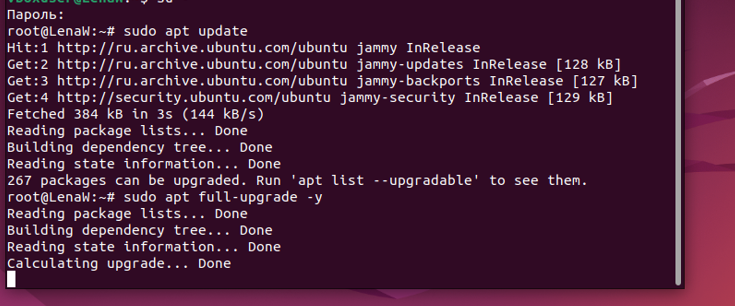 Пароль:
root@LenaW:~# sudo apt update
Hit:1 http://ru.archive.ubuntu.com/ubuntu jammy InRelease
Get:2 http://ru.archive.ubuntu.com/ubuntu jammy-updates InRelease [128 kB]
Get:3 http://ru.archive.ubuntu.com/ubuntu jammy-backports InRelease [127 kB]
Get:4 http://security.ubuntu.com/ubuntu jammy-security InRelease [129 kB]
Fetched 384 kB in 3s (144 kB/s)
Reading package lists... Done
Building dependency tree... Done
Reading state information... Done
267 packages can be upgraded. Run 'apt list --upgradable' to see them.
root@LenaW:~# sudo apt full-upgrade -y
Reading package lists... Done
Building dependency tree... Done
Reading state information... Done
Calculating upgrade... Done